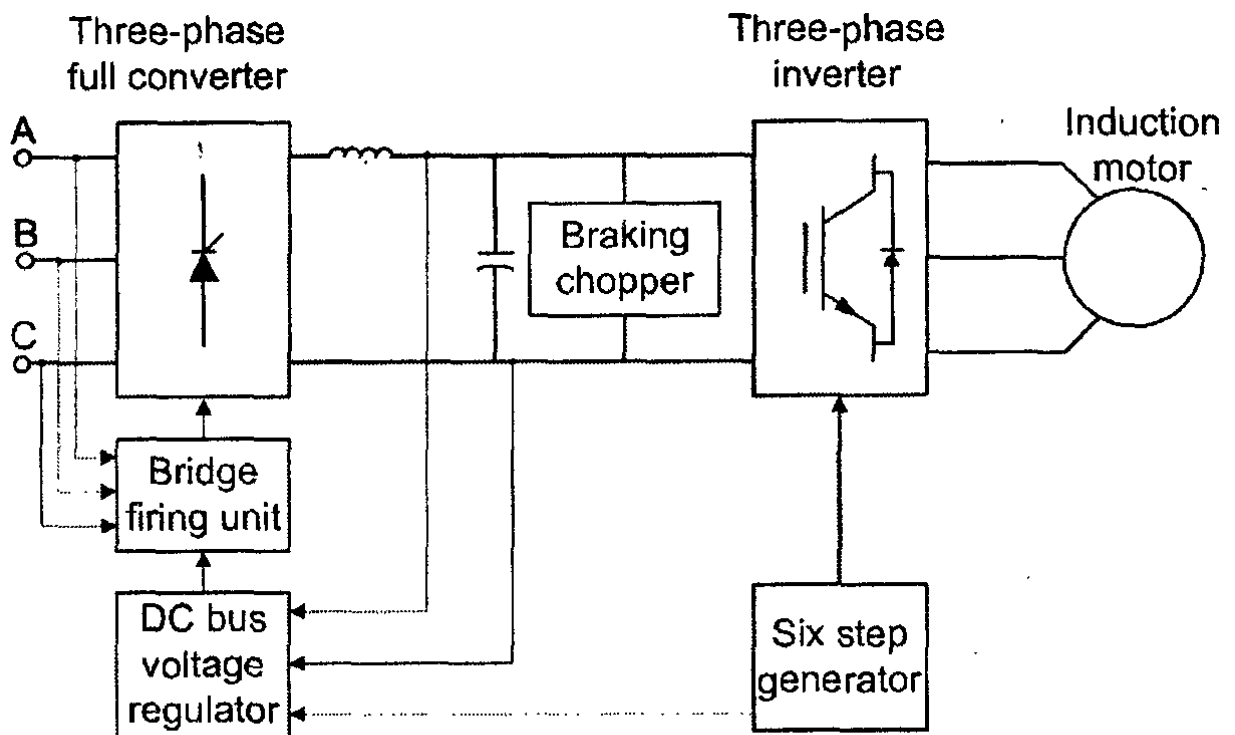 Three-phase
full converter
Three-phase
inverter
Induction
motor
A
B
C
Braking
chopper
Bridge
firing unit
DC bus
voltage
regulator
Six step
generator